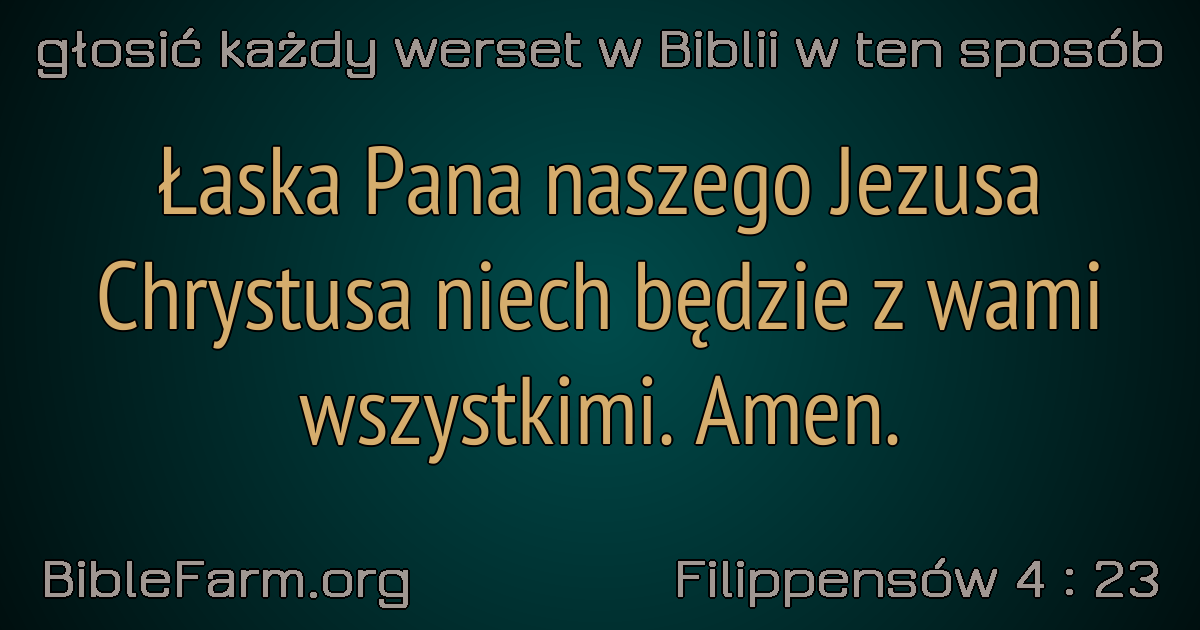 głosić każdy werset w Biblii w ten sposób
Łaska Pana naszego Jezusa
Chrystusa niech będzie z wami
wszystkimi. Amen.
BibleFarm.org
Filippensów 4 : 23